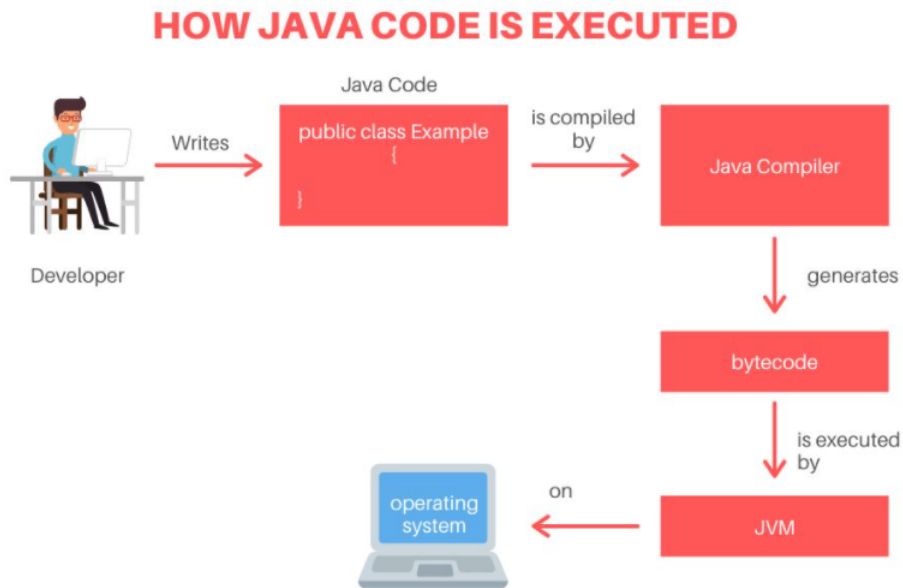 HOW JAVA CODE IS EXECUTED
Java Code
Writes
public class Example
{
}
is compiled
by
Java Compiler
Developer
generates
bytecode
is executed
by
on
operating
system
JVM